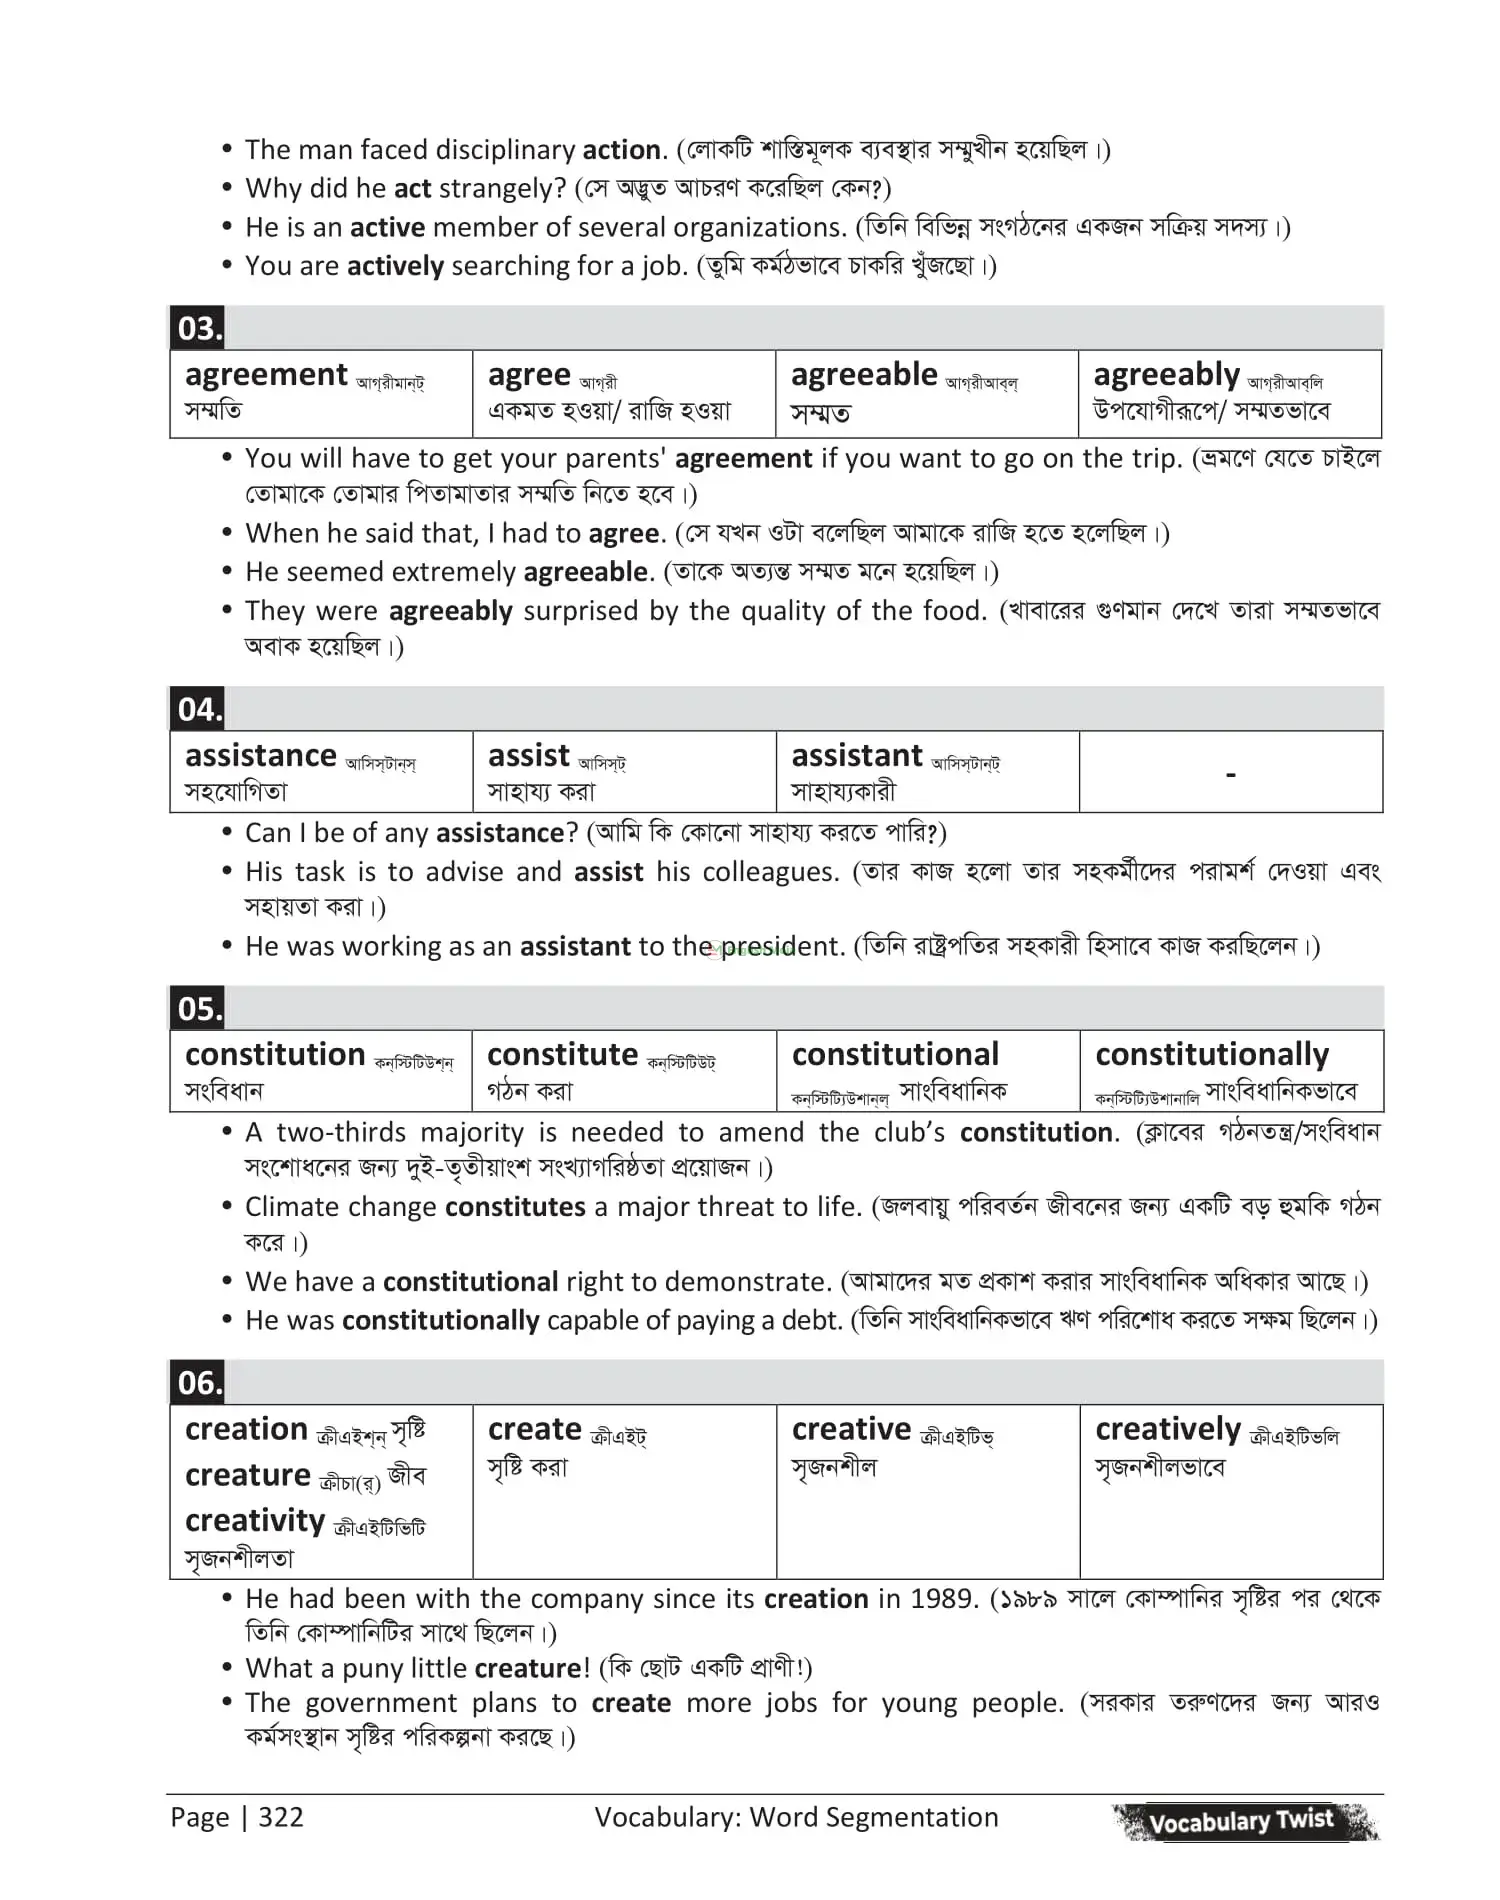 • The man faced disciplinary action. (লোকটি শাস্তিমূলক ব্যবস্থার সম্মুখীন হয়েছিল।)
• Why did he act strangely? (সে অদ্ভুত আচরণ করেছিল কেন?)
• He is an active member of several organizations. (তিনি বিভিন্ন সংগঠনের একজন সক্রিয় সদস্য।)
• You are actively searching for a job. (তুমি কর্মঠভাবে চাকরি খুঁজছো।)
03.
agreement আগ্‌রীমান্‌ট্‌ agree আগ্‌রী agreeable আগ্‌রীআব্‌ল্‌ agreeably আগ্‌রীআব্‌লি
সম্মতি একমত হওয়া/ রাজি হওয়া সম্মত উপযোগীরূপে/ সম্মতভাবে
• You will have to get your parents' agreement if you want to go on the trip. (ভ্রমণে যেতে চাইলে
তোমাকে তোমার পিতামাতার সম্মতি নিতে হবে।)
• When he said that, I had to agree. (সে যখন ওটা বলেছিল আমাকে রাজি হতে হলেছিল।)
• He seemed extremely agreeable. (তাকে অত্যন্ত সম্মত মনে হয়েছিল।)
• They were agreeably surprised by the quality of the food. (খাবারের গুণমান দেখে তারা সম্মতভাবে
অবাক হয়েছিল।)
04.
assistance আসিস্‌টান্‌স্‌ assist আসিস্‌ট্‌ assistant আসিস্‌টান্‌ট্‌ -
সহযোগিতা সাহায্য করা সাহায্যকারী
• Can I be of any assistance? (আমি কি কোনো সাহায্য করতে পারি?)
• His task is to advise and assist his colleagues. (তার কাজ হলো তার সহকর্মীদের পরামর্শ দেওয়া এবং
সহায়তা করা।)
• He was working as an assistant to the president. (তিনি রাষ্ট্রপতির সহকারী হিসাবে কাজ করছিলেন।)
05.
constitution কন্‌স্টিটিউশ্‌ন্‌ constitute কন্‌স্টিটিউট্‌ constitutional constitutionally
সংবিধান গঠন করা কন্‌স্টিট্যিউশান্‌ল্‌ সাংবিধানিক কন্‌স্টিট্যিউশানালি সাংবিধানিকভাবে
• A two-thirds majority is needed to amend the club’s constitution. (ক্লাবের গঠনতন্ত্র/সংবিধান
সংশোধনের জন্য দুই-তৃতীয়াংশ সংখ্যাগরিষ্ঠতা প্রয়োজন।)
• Climate change constitutes a major threat to life. (জলবায়ু পরিবর্তন জীবনের জন্য একটি বড় হুমকি গঠন
করে।)
• We have a constitutional right to demonstrate. (আমাদের মত প্রকাশ করার সাংবিধানিক অধিকার আছে।)
• He was constitutionally capable of paying a debt. (তিনি সাংবিধানিকভাবে ঋণ পরিশোধ করতে সক্ষম ছিলেন।)
06.
creation ক্রীএইশ্‌ন্‌ সৃষ্টি create ক্রীএইট্‌ creative ক্রীএইটিভ্‌ creatively ক্রীএইটিভলি
creature ক্রীচা(র্‌) জীব সৃষ্টি করা সৃজনশীল সৃজনশীলভাবে
creativity ক্রীএইটিভিটি
সৃজনশীলতা
• He had been with the company since its creation in 1989. (১৯৮৯ সালে কোম্পানির সৃষ্টির পর থেকে
তিনি কোম্পানিটির সাথে ছিলেন।)
• What a puny little creature! (কি ছোট একটি প্রাণী!)
• The government plans to create more jobs for young people. (সরকার তরুণদের জন্য আরও
কর্মসংস্থান সৃষ্টির পরিকল্পনা করছে।)
Page | 322 Vocabulary: Word Segmentation Vocabulary Twist